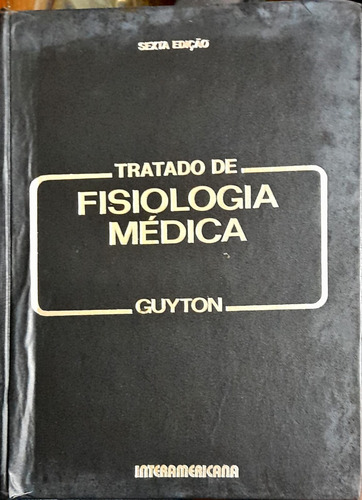 SEXTA EDIÇÃO
TRATADO DE
FISIOLOGIA
MÉDICA
GUYTON
INTERAMERICANA